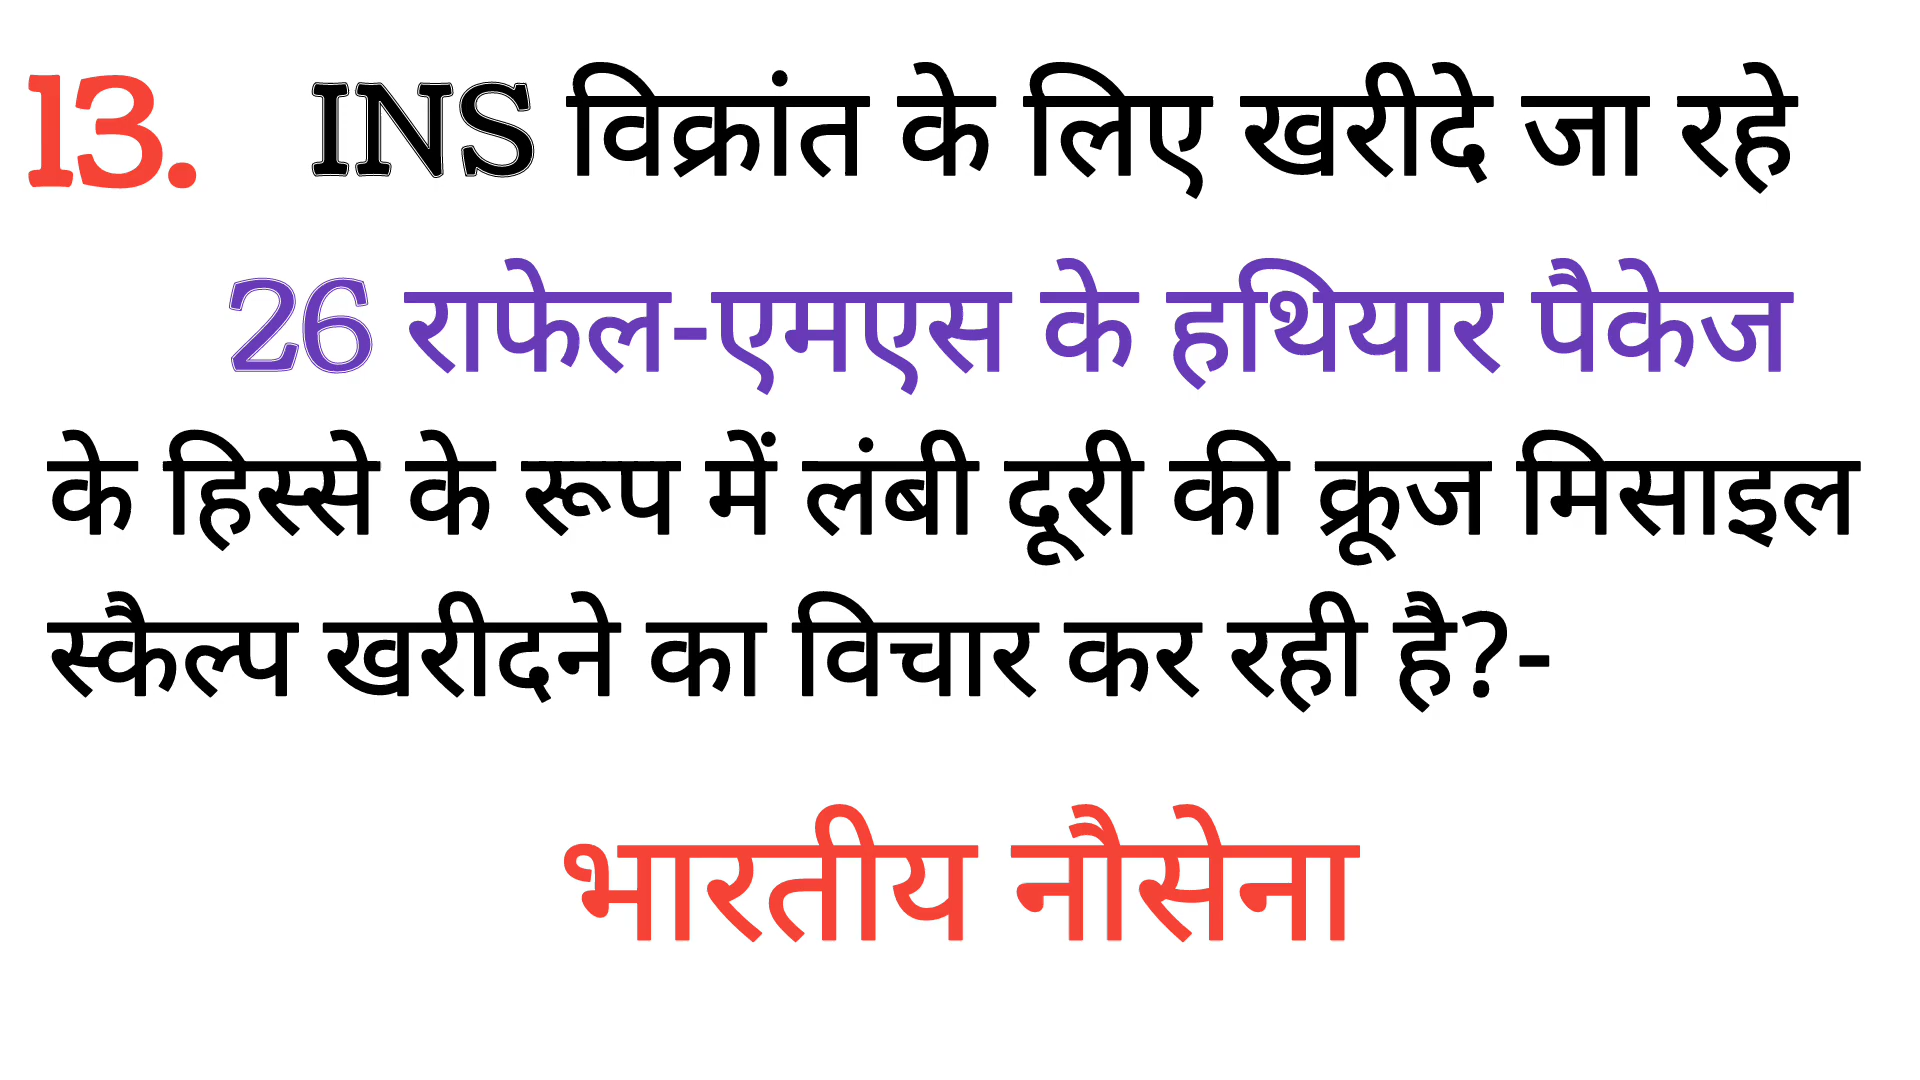 13. INS विक्रांत के लिए खरीदे जा रहे
26 राफेल-एमएस के हथियार पैकेज
के हिस्से के रूप में लंबी दूरी की क्रूज मिसाइल
स्कैल्प खरीदने का विचार कर रही है?-
भारतीय नौसेना